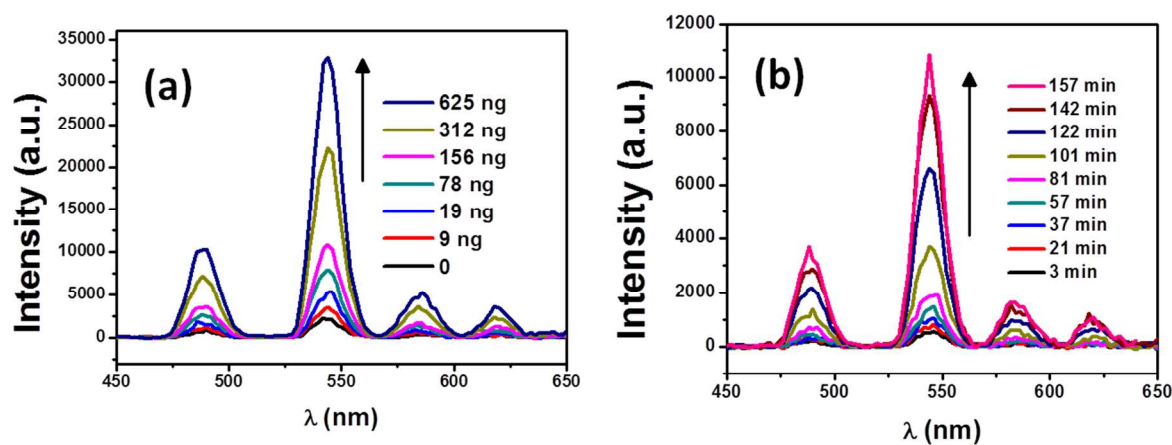 (a)
Intensity (a.u.)
35000
30000
25000
20000
15000
10000
5000
0
625 ng
312 ng
156 ng
78 ng
19 ng
9 ng
0
450 500 550 600 650
λ (nm)
(b)
Intensity (a.u.)
12000
10000
8000
6000
4000
2000
0
157 min
142 min
122 min
101 min
81 min
57 min
37 min
21 min
3 min
450 500 550 600 650
λ (nm)